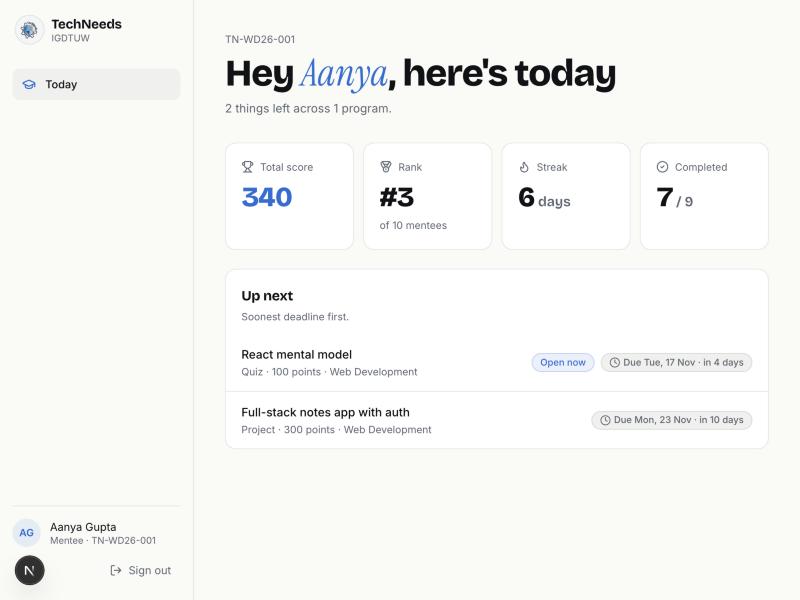 TechNeeds
IGDTUW
Today
TN-WD26-001
Hey Aanya, here's today
2 things left across 1 program.
Total score
340
Rank
#3
of 10 mentees
Streak
6 days
Completed
7 / 9
Up next
Soonest deadline first.
React mental model
Quiz · 100 points · Web Development
Open now
Due Tue, 17 Nov · in 4 days
Full-stack notes app with auth
Project · 300 points · Web Development
Due Mon, 23 Nov · in 10 days
AG
Aanya Gupta
Mentee · TN-WD26-001
N
Sign out